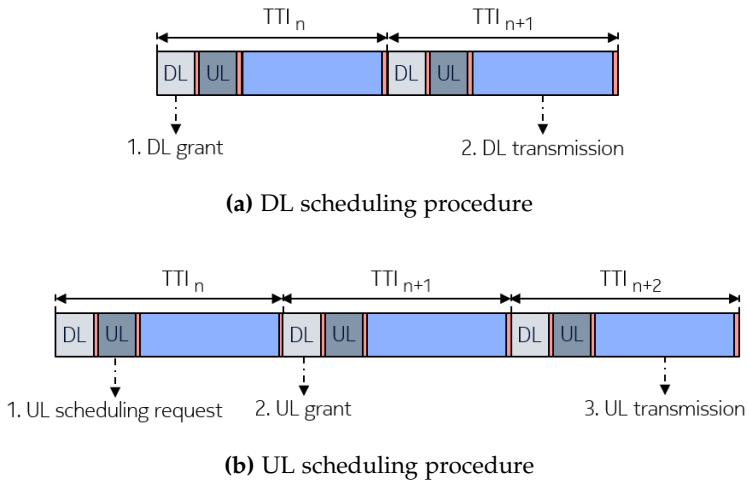 TTI n TTI n+1
DL UL DL UL
1. DL grant 2. DL transmission
(a) DL scheduling procedure
TTI n TTI n+1 TTI n+2
DL UL DL UL DL UL
1. UL scheduling request 2. UL grant 3. UL transmission
(b) UL scheduling procedure